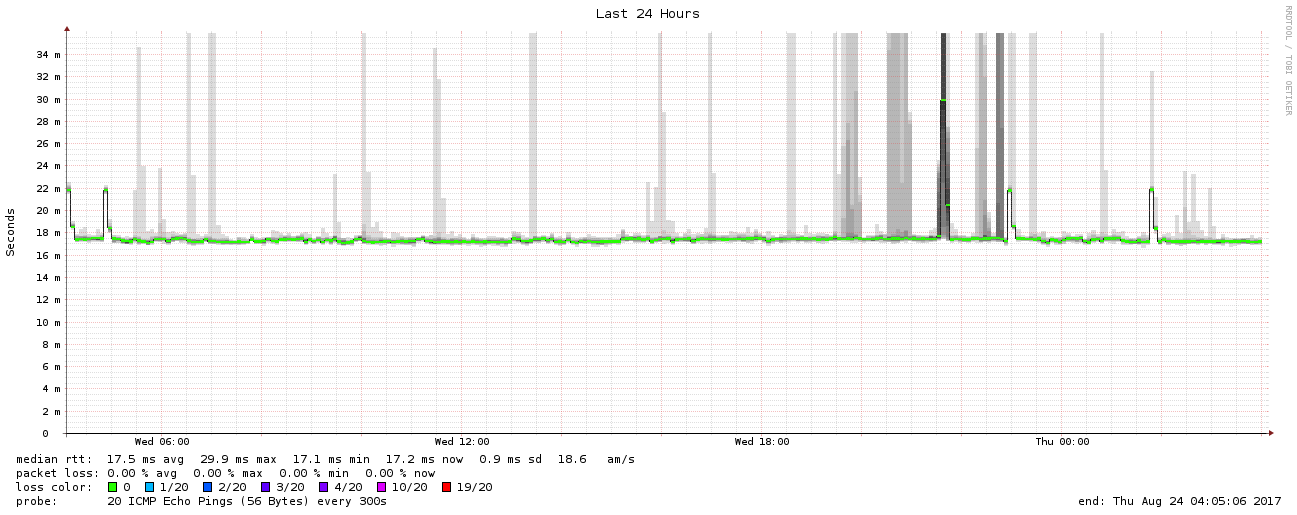 Last 24 Hours
RRDTOOL / TOBI OETIKER
Seconds
34 m
32 m
30 m
28 m
26 m
24 m
22 m
20 m
18 m
16 m
14 m
12 m
10 m
8 m
6 m
4 m
2 m
0
Wed 06:00 Wed 12:00 Wed 18:00 Thu 00:00
median rtt: 17.5 ms avg 29.9 ms max 17.1 ms min 17.2 ms now 0.9 ms sd 18.6 am/s
packet loss: 0.00 % avg 0.00 % max 0.00 % min 0.00 % now
loss color: 0 1/20 2/20 3/20 4/20 10/20 19/20
probe: 20 ICMP Echo Pings (56 Bytes) every 300s end: Thu Aug 24 04:05:06 2017